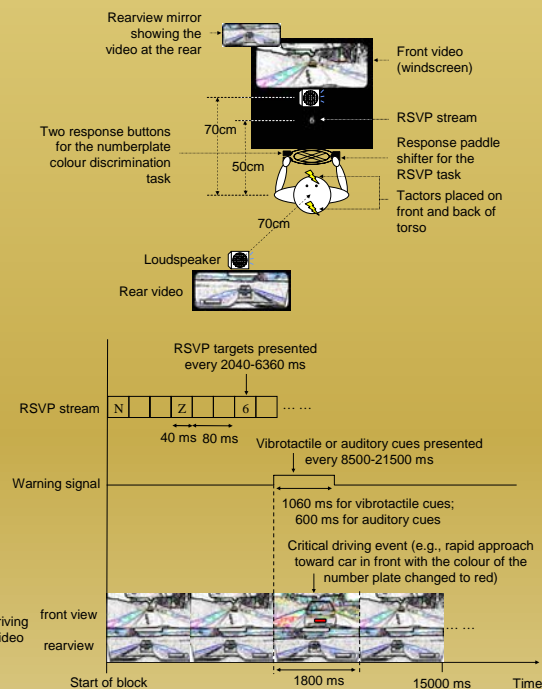 Rearview mirror
showing the
video at the rear
Front video
(windscreen)
6
RSVP stream
70cm
Two response buttons
for the numberplate
colour discrimination
task
50cm
Response paddle
shifter for the
RSVP task
Tactors placed on
front and back of
torso
70cm
Loudspeaker
Rear video
RSVP targets presented
every 2040-6360 ms
RSVP stream
N Z 6 ... ...
40 ms 80 ms
Vibrotactile or auditory cues presented
every 8500-21500 ms
Warning signal
1060 ms for vibrotactile cues;
600 ms for auditory cues
Critical driving event (e.g., rapid approach
toward car in front with the colour of the
number plate changed to red)
front view
riving
video
... ...
rearview
Start of block
1800 ms
15000 ms
Time